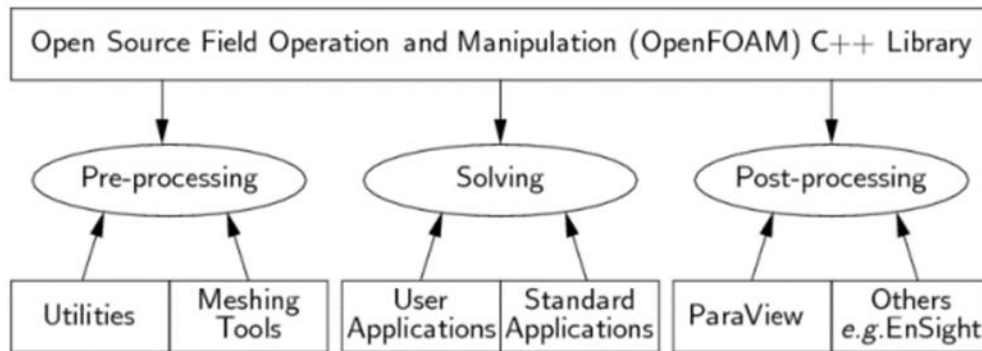 Open Source Field Operation and Manipulation (OpenFOAM) C++ Library
Pre-processing
Solving
Post-processing
Utilities
Meshing
Tools
User
Applications
Standard
Applications
ParaView
Others
e.g.EnSight